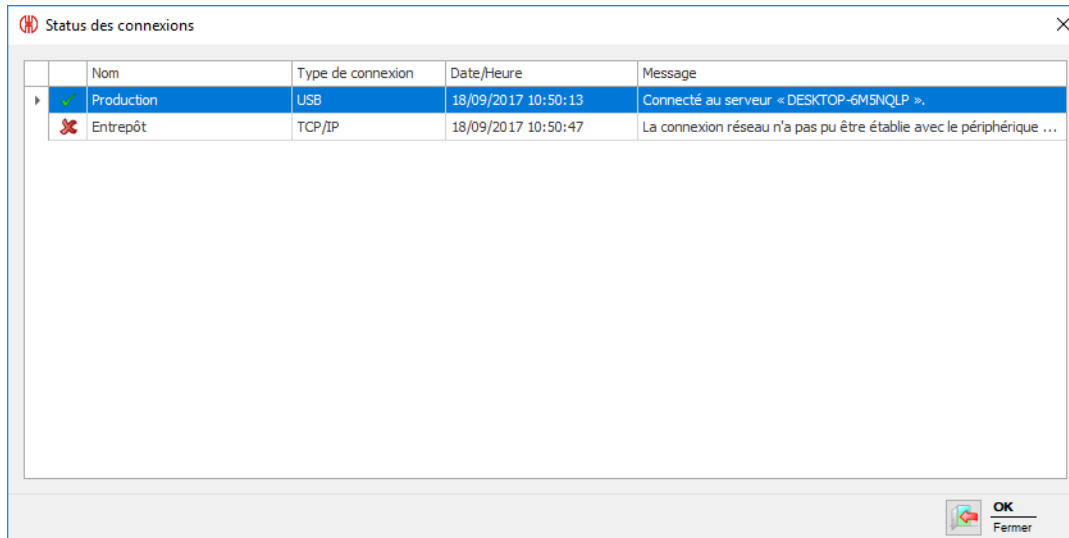 Status des connexions
Nom Type de connexion Date/Heure Message
Production USB 18/09/2017 10:50:13 Connecté au serveur « DESKTOP-6M5NQLP ».
Entrepôt TCP/IP 18/09/2017 10:50:47 La connexion réseau n'a pas pu être établie avec le périphérique ...
OK
Fermer